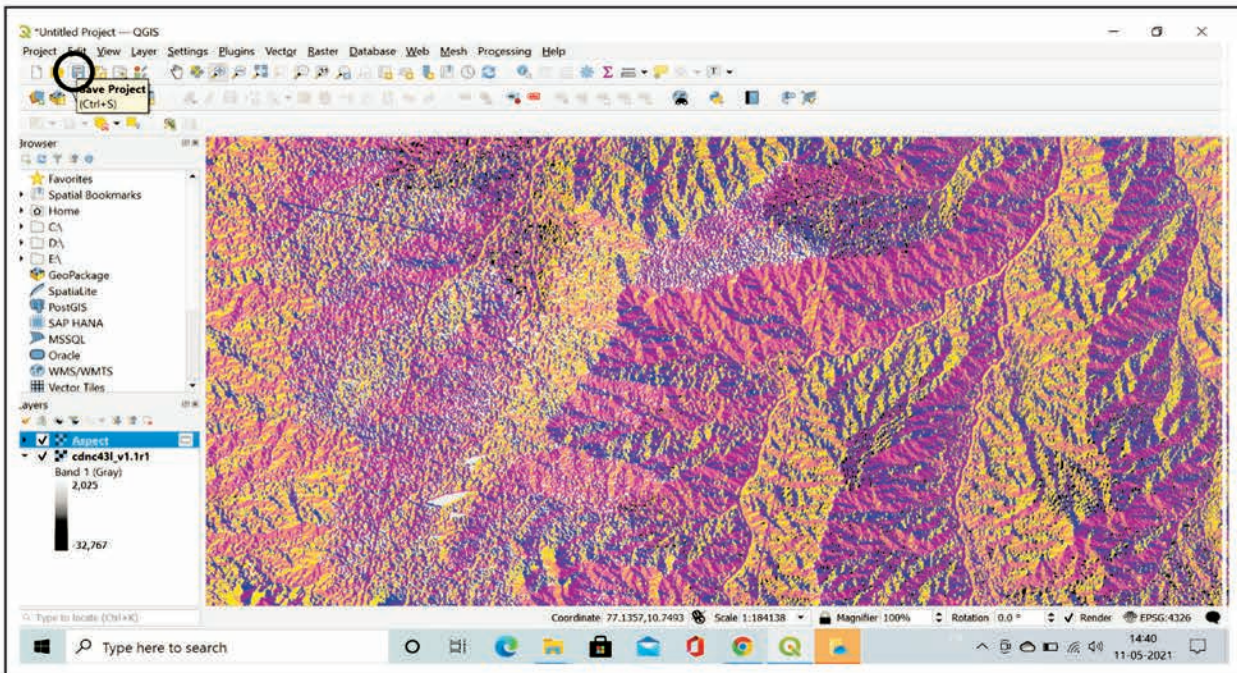 *Untitled Project — QGIS
Project Edit View Layer Settings Plugins Vector Raster Database Web Mesh Processing Help
Save Project
(Ctrl+S)
Browser
Favorites
Spatial Bookmarks
Home
C:\
D:\
E:\
GeoPackage
SpatiaLite
PostGIS
SAP HANA
MSSQL
Oracle
WMS/WMTS
Vector Tiles
Layers
Aspect
cdnc43l_v1.1r1
Band 1 (Gray)
2,025
-32,767
Type to locate (Ctrl+K)
Coordinate 77.1357,10.7493 Scale 1:184138 Magnifier 100% Rotation 0.0 ° Render EPSG:4326
Type here to search
14:40
11-05-2021